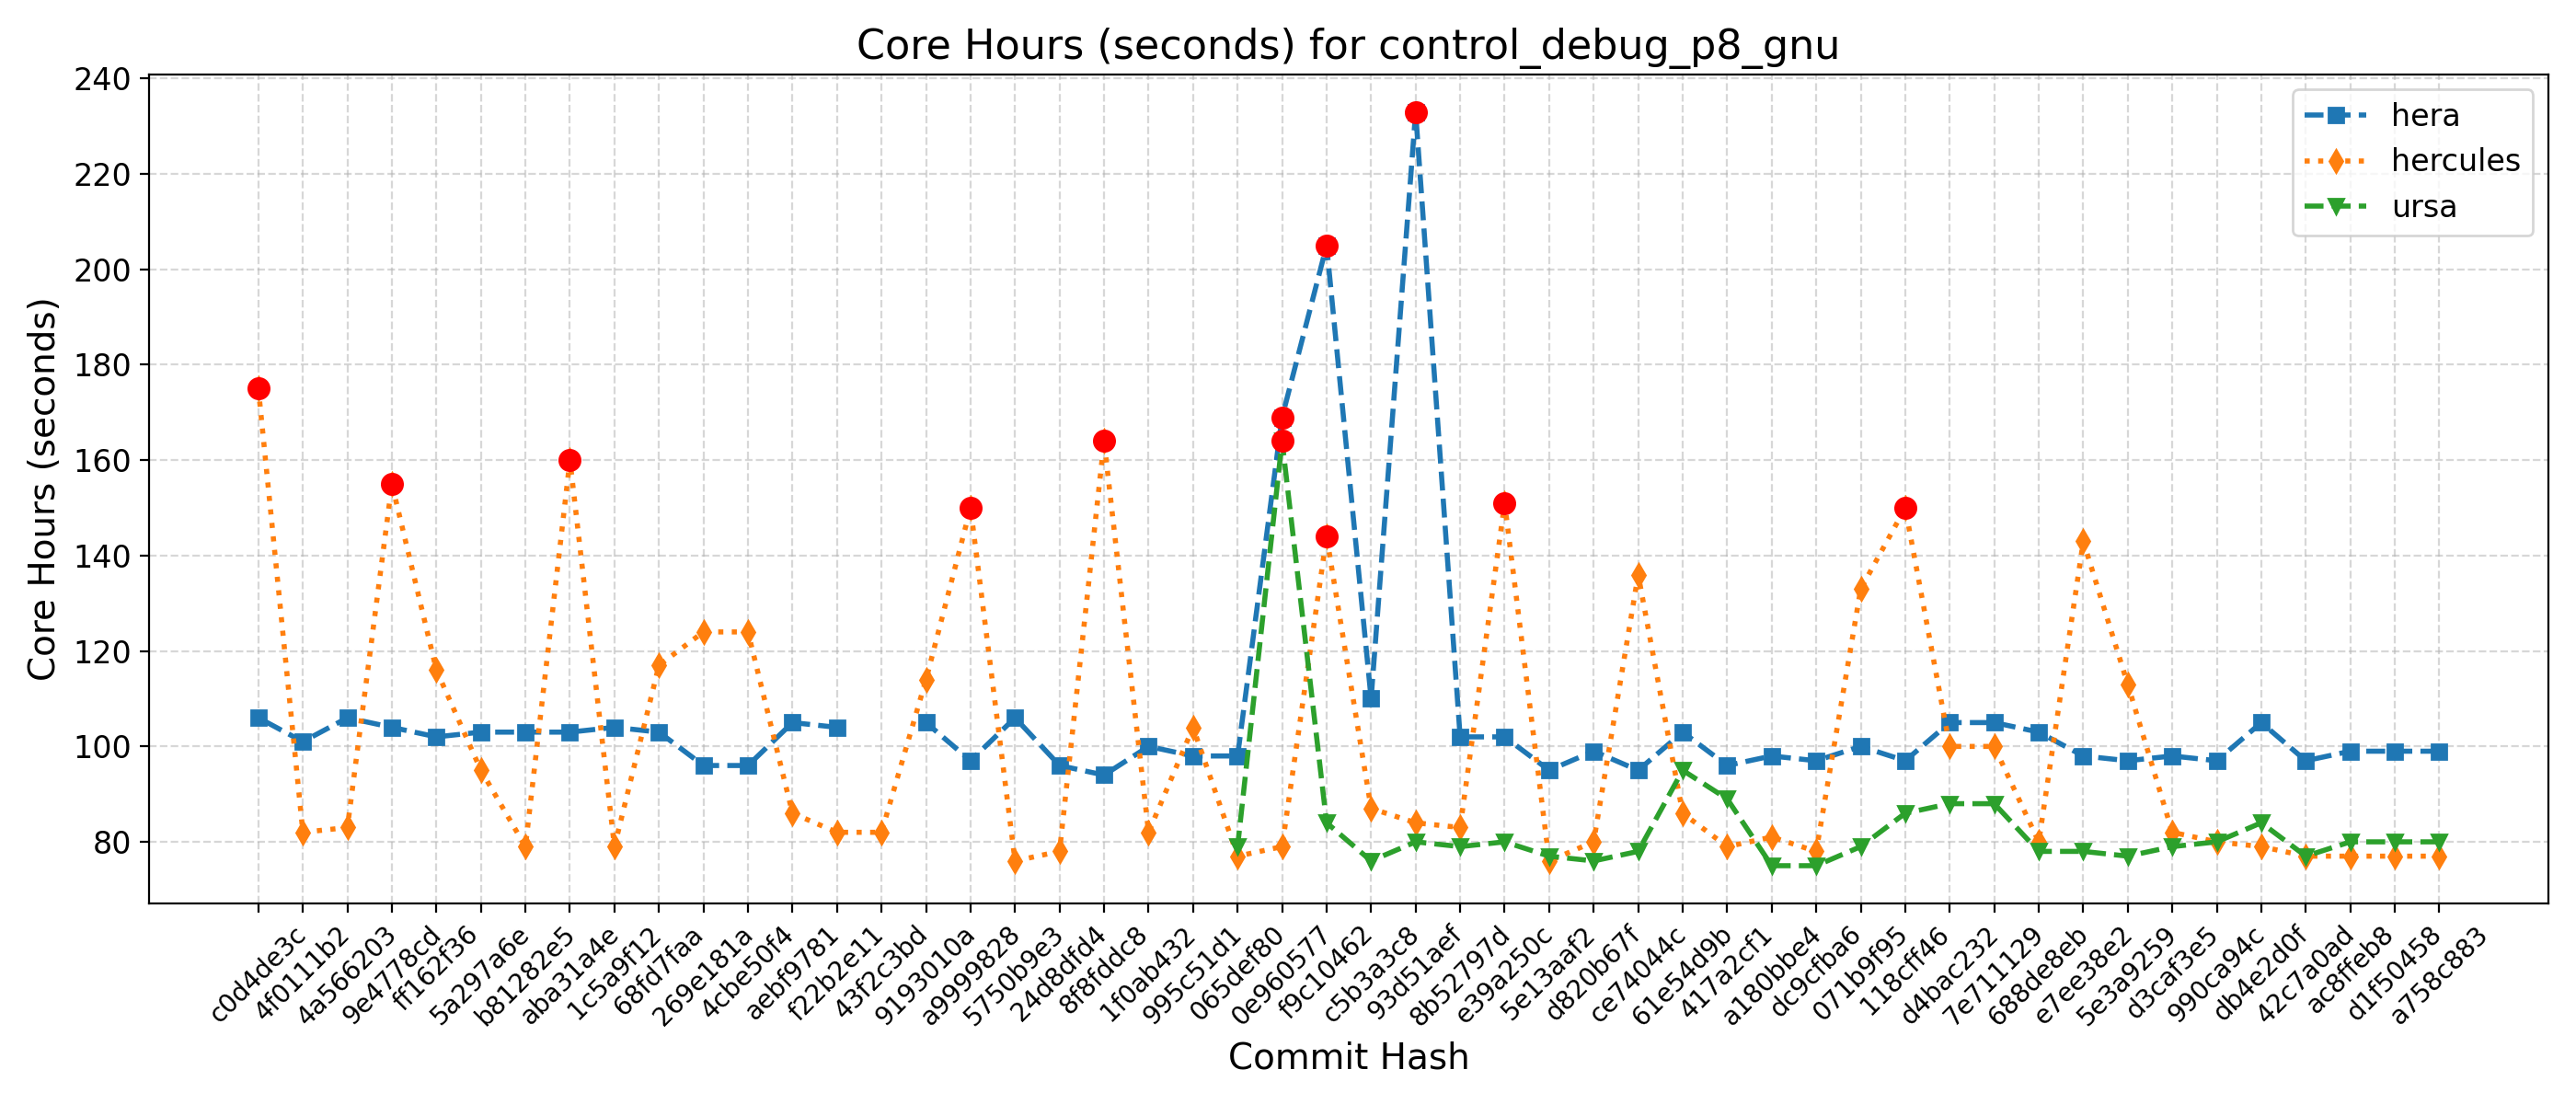 Core Hours (seconds) for control_debug_p8_gnu
Core Hours (seconds)
240
220
200
180
160
140
120
100
80
hera
hercules
ursa
c0d4de3c
4f0111b2
4a566203
9e4778cd
ff162f36
5a297a6e
b81282e5
aba31a4e
1c5a9f12
68fd7faa
269e181a
4cbe50f4
aebf9781
f22b2e11
43f2c3bd
9193010a
a9999828
5750b9e3
24d8dfd4
8f8fddc8
1f0ab432
995c51d1
065def80
0e960577
f9c10462
c5b3a3c8
93d51aef
8b52797d
e39a250c
5e13aaf2
d820b67f
ce74044c
61e54d9b
417a2cf1
a180bbe4
dc9cfba6
071b9f95
118cff46
d4bac232
7e711129
688de8eb
e7ee38e2
5e3a9259
d3caf3e5
990ca94c
db4e2d0f
42c7a0ad
ac8ffeb8
d1f50458
a758c883
Commit Hash